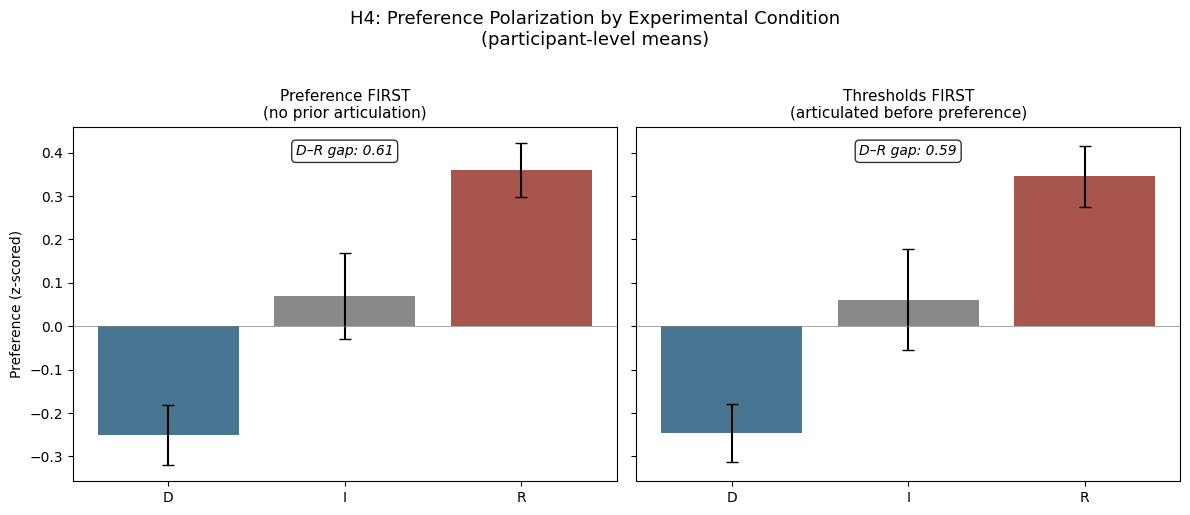 H4: Preference Polarization by Experimental Condition
(participant-level means)
Preference FIRST
(no prior articulation)
Thresholds FIRST
(articulated before preference)
D–R gap: 0.61
D–R gap: 0.59
Preference (z-scored)
0.4
0.3
0.2
0.1
0.0
−0.1
−0.2
−0.3
D
I
R
D
I
R